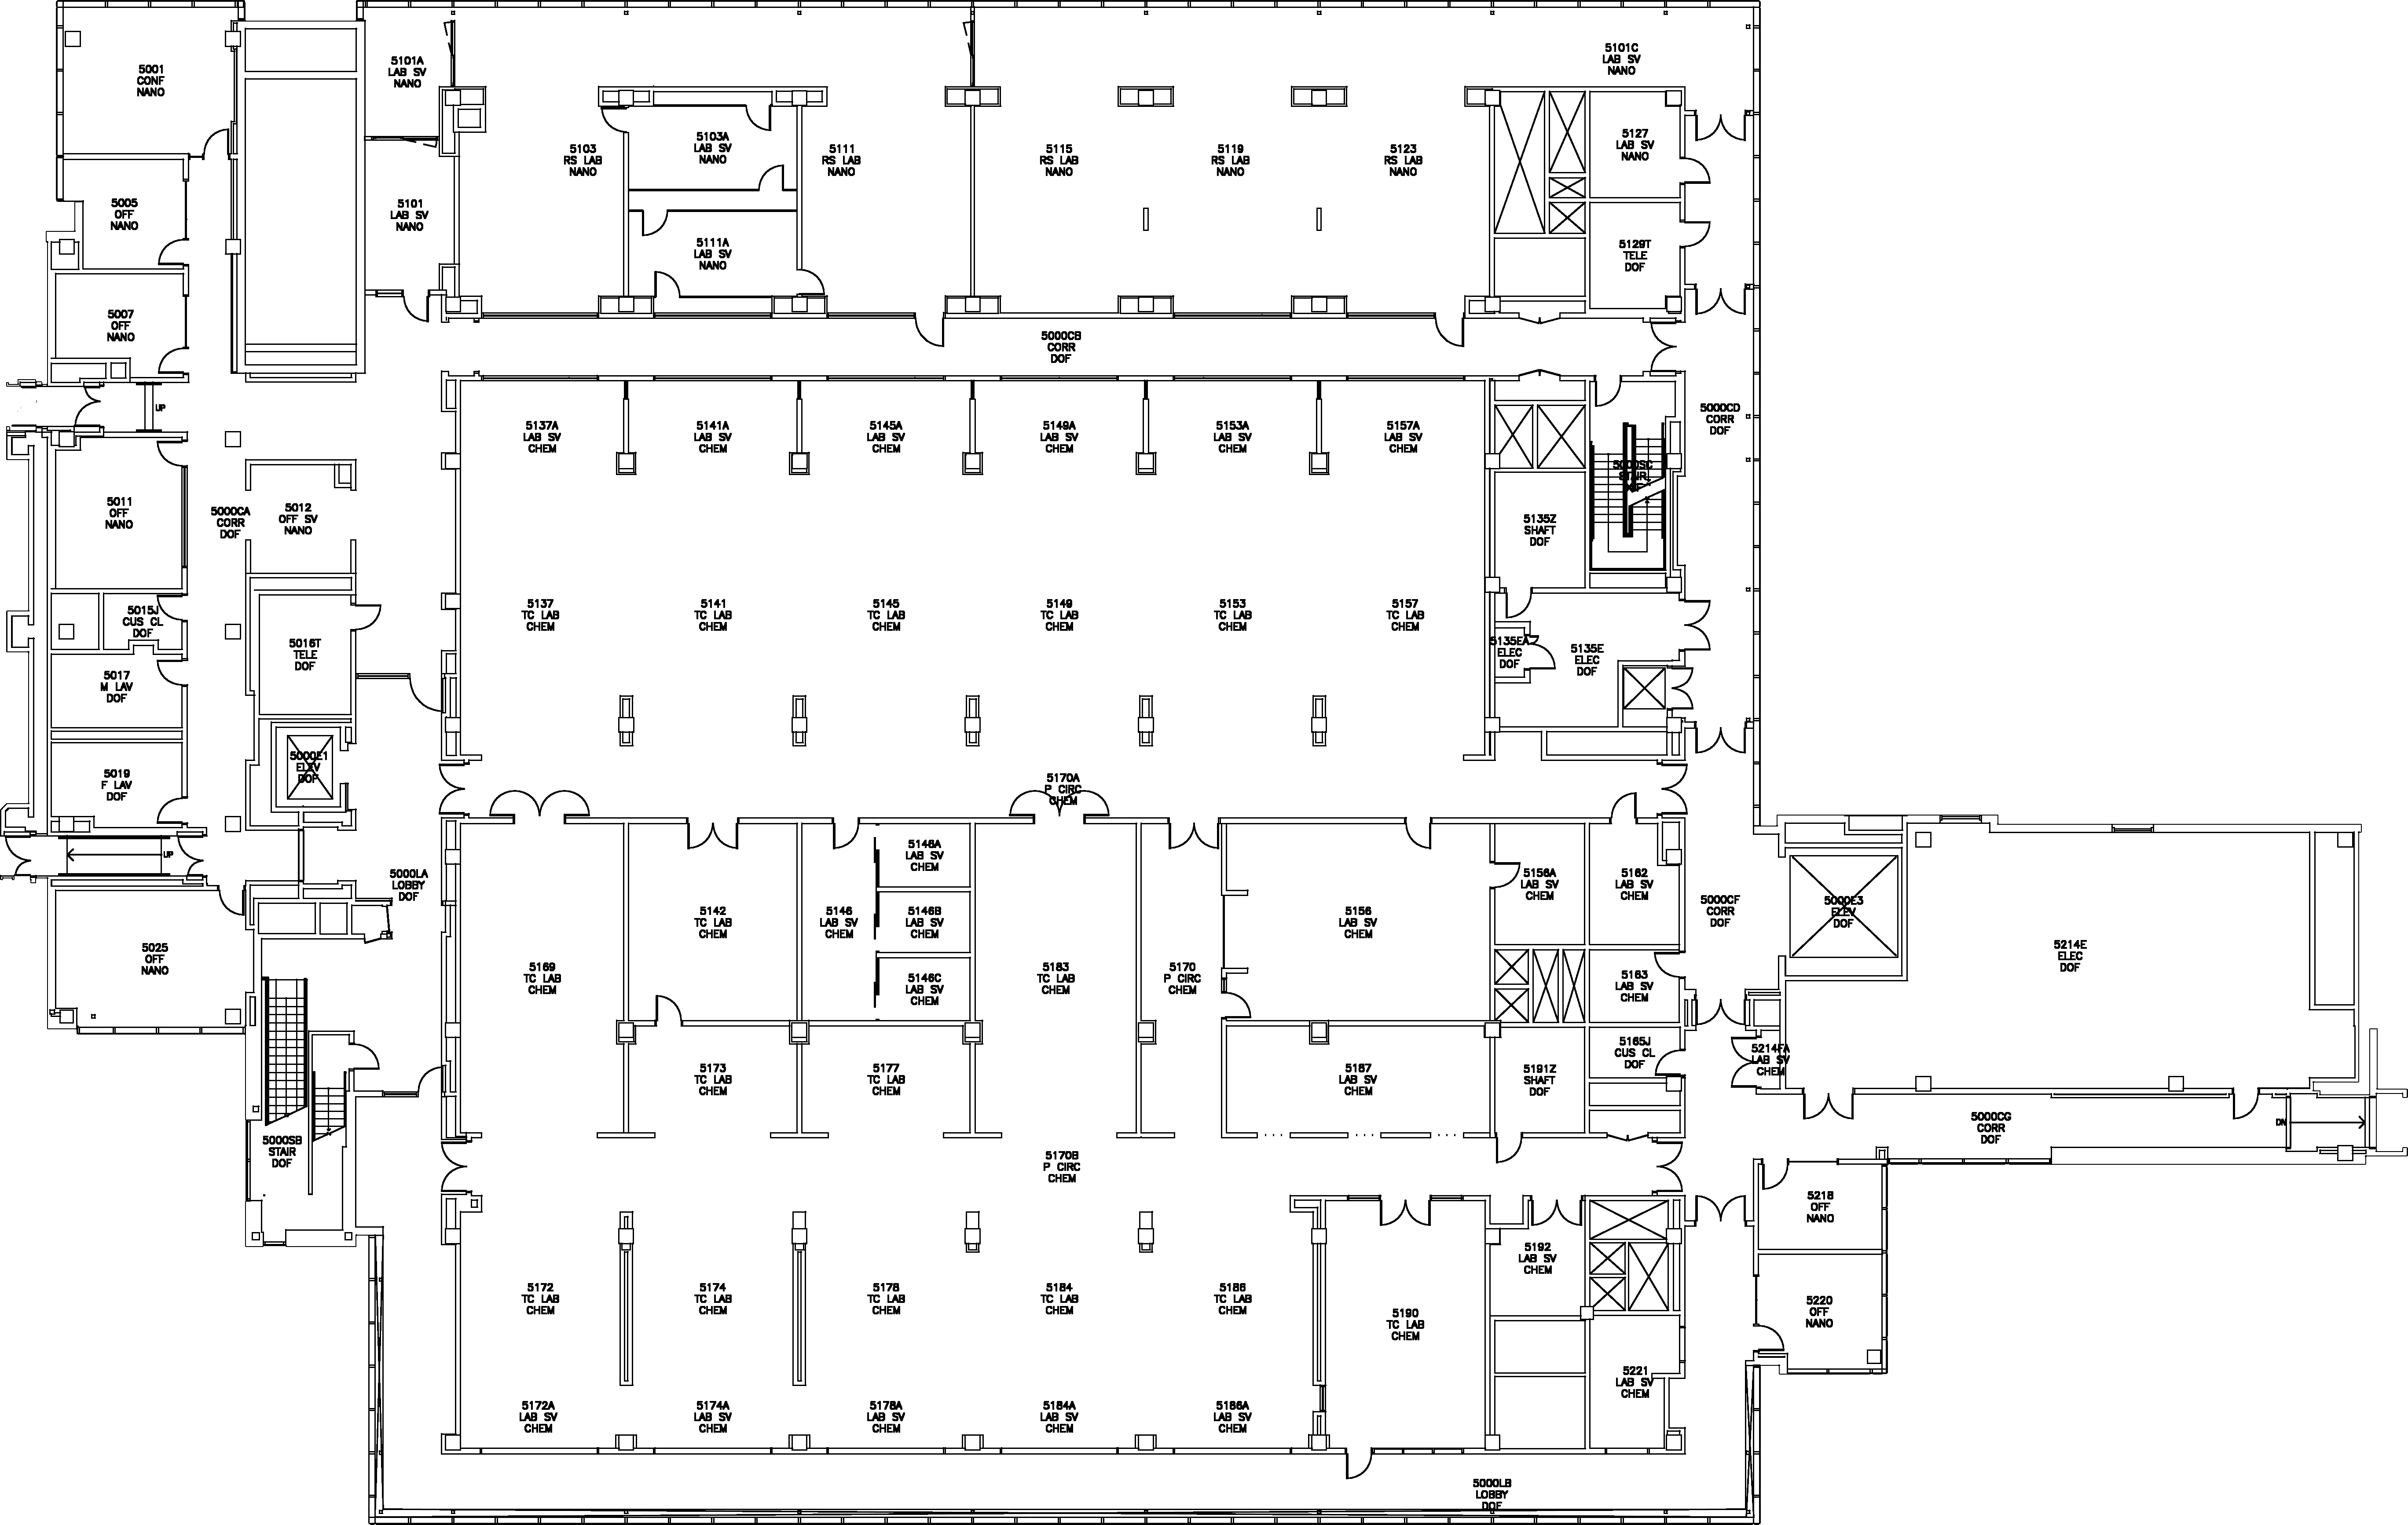 5001
CONF
NANO
5101A
LAB SV
NANO
5101C
LAB SV
NANO
5103
RS LAB
NANO
5103A
LAB SV
NANO
5111
RS LAB
NANO
5115
RS LAB
NANO
5119
RS LAB
NANO
5123
RS LAB
NANO
5127
LAB SV
NANO
5005
OFF
NANO
5101
LAB SV
NANO
5111A
LAB SV
NANO
5129T
TELE
DOF
5007
OFF
NANO
5000CB
CORR
DOF
UP
5137A
LAB SV
CHEM
5141A
LAB SV
CHEM
5145A
LAB SV
CHEM
5149A
LAB SV
CHEM
5153A
LAB SV
CHEM
5157A
LAB SV
CHEM
5000CD
CORR
DOF
5000SC
STAIR
5011
OFF
NANO
5000CA
CORR
DOF
5012
OFF SV
NANO
5135Z
SHAFT
DOF
5015J
CUS CL
DOF
5016T
TELE
DOF
5137
TC LAB
CHEM
5141
TC LAB
CHEM
5145
TC LAB
CHEM
5149
TC LAB
CHEM
5153
TC LAB
CHEM
5157
TC LAB
CHEM
5135EA
ELEC
DOF
5135E
ELEC
DOF
5017
M LAV
DOF
5019
F LAV
DOF
5000E1
ELEV
DOF
5170A
P CIRC
CHEM
UP
5000LA
LOBBY
DOF
5146A
LAB SV
CHEM
5142
TC LAB
CHEM
5146
LAB SV
CHEM
5146B
LAB SV
CHEM
5156
LAB SV
CHEM
5156A
LAB SV
CHEM
5162
LAB SV
CHEM
5000CF
CORR
DOF
5000E3
ELEV
DOF
5214E
ELEC
DOF
5025
OFF
NANO
5169
TC LAB
CHEM
5146C
LAB SV
CHEM
5183
TC LAB
CHEM
5170
P CIRC
CHEM
5163
LAB SV
CHEM
5173
TC LAB
CHEM
5177
TC LAB
CHEM
5187
LAB SV
CHEM
5191Z
SHAFT
DOF
5165J
CUS CL
DOF
5214FA
LAB SV
CHEM
5000SB
STAIR
DOF
5170B
P CIRC
CHEM
5000CG
CORR
DOF
DN
5218
OFF
NANO
5172
TC LAB
CHEM
5174
TC LAB
CHEM
5178
TC LAB
CHEM
5184
TC LAB
CHEM
5186
TC LAB
CHEM
5190
TC LAB
CHEM
5192
LAB SV
CHEM
5220
OFF
NANO
5172A
LAB SV
CHEM
5174A
LAB SV
CHEM
5178A
LAB SV
CHEM
5184A
LAB SV
CHEM
5186A
LAB SV
CHEM
5221
LAB SV
CHEM
5000LB
LOBBY
DOF